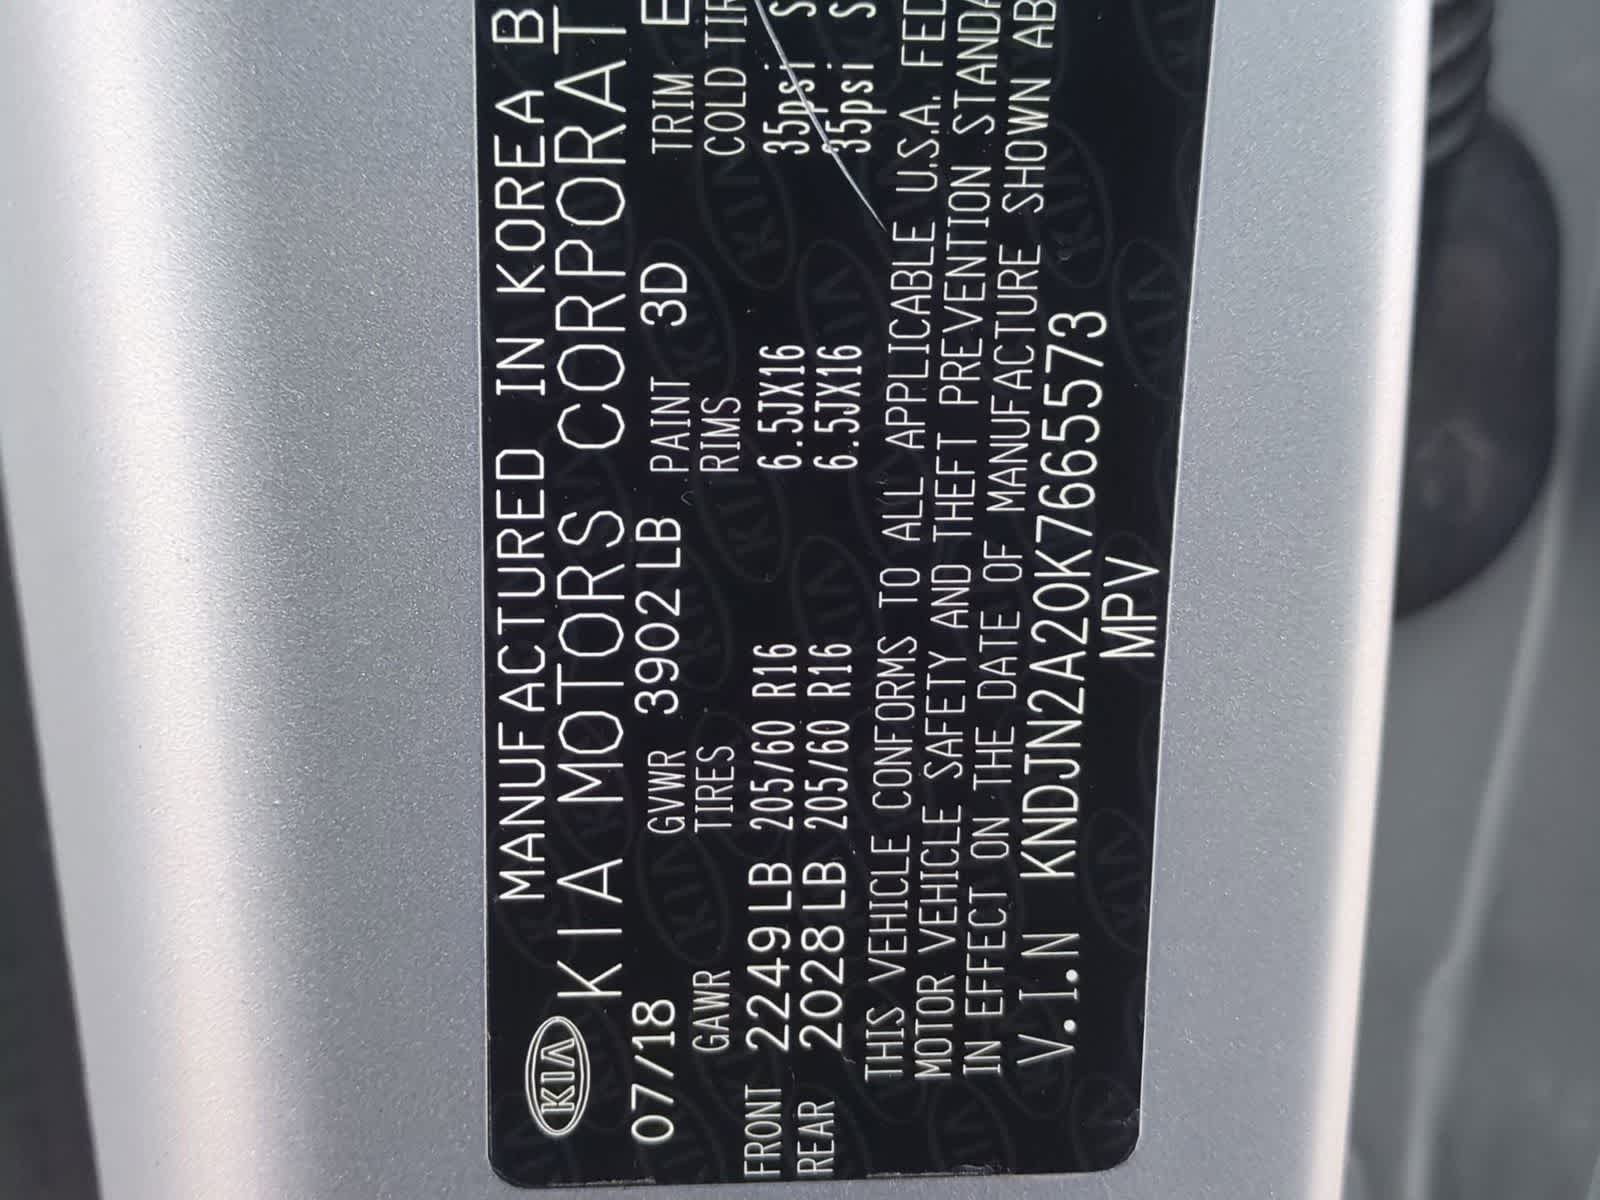 MANUFACTURED IN KOREA B
KIA KIA MOTORS CORPORAT
07/18 GVWR 3902LB PAINT 3D TRIM E
GAWR TIRES RIMS COLD TIR
FRONT 2249LB 205/60 R16 6.5JX16 35psi S
REAR 2028LB 205/60 R16 6.5JX16 35psi S
THIS VEHICLE CONFORMS TO ALL APPLICABLE U.S.A. FED
MOTOR VEHICLE SAFETY AND THEFT PREVENTION STANDA
IN EFFECT ON THE DATE OF MANUFACTURE SHOWN AB
V.I.N KNDJN2A20K7665573
MPV